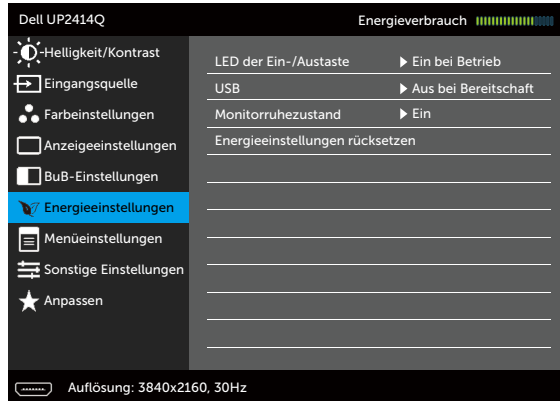 Dell UP2414Q
Energieverbrauch
Helligkeit/Kontrast
Eingangsquelle
Farbeinstellungen
Anzeigeeinstellungen
BuB-Einstellungen
Energieeinstellungen
Menüeinstellungen
Sonstige Einstellungen
Anpassen
LED der Ein-/Austaste Ein bei Betrieb
USB Aus bei Bereitschaft
Monitorruhezustand Ein
Energieeinstellungen rücksetzen
Auflösung: 3840x2160, 30Hz